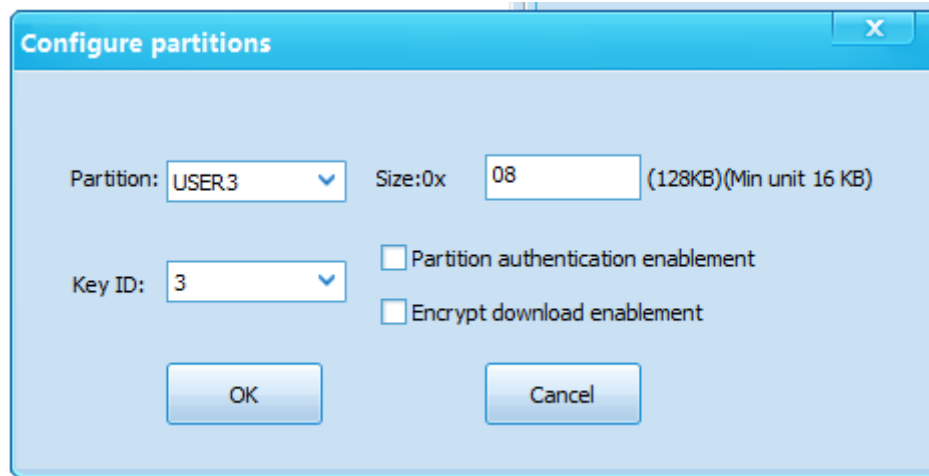 Configure partitions
X
Partition: USER3 Size:0x 08 (128KB)(Min unit 16 KB)
Partition authentication enablement
Key ID: 3
Encrypt download enablement
OK Cancel